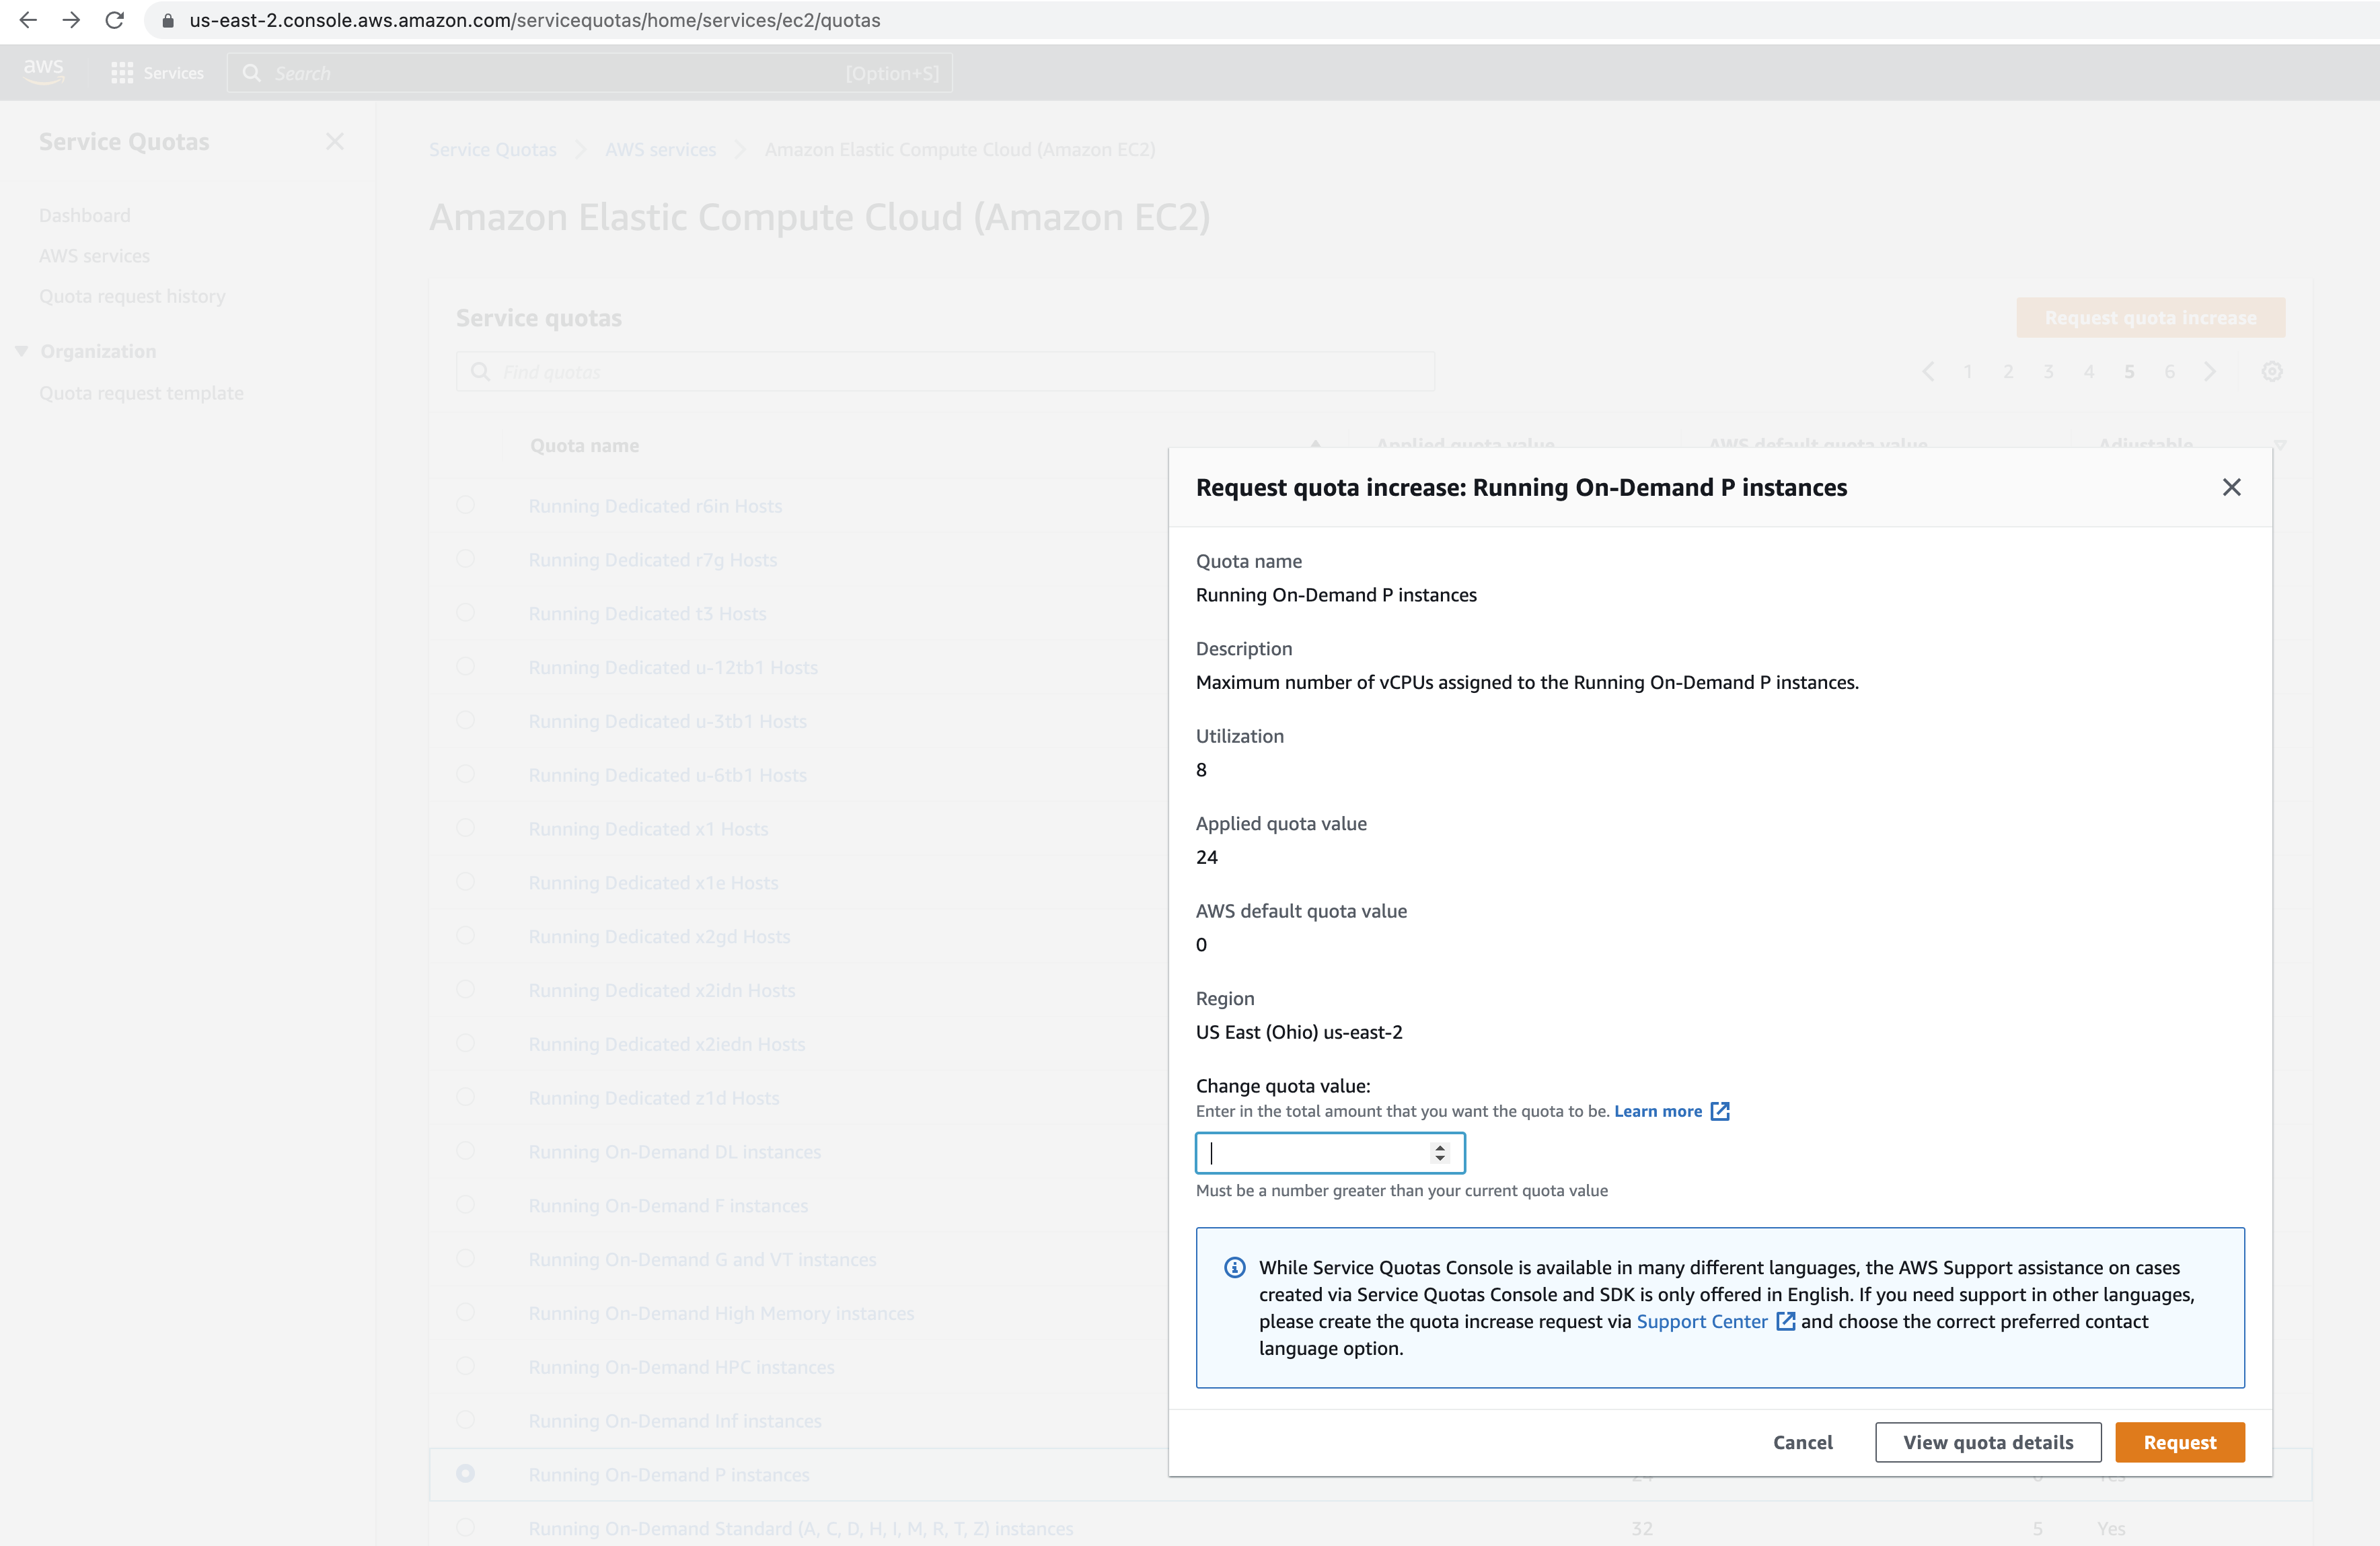 us-east-2.console.aws.amazon.com/servicequotas/home/services/ec2/quotas
aws
Services
Search
[Option+S]
Service Quotas
Dashboard
AWS services
Quota request history
Organization
Quota request template
Service Quotas
AWS services
Amazon Elastic Compute Cloud (Amazon EC2)
Amazon Elastic Compute Cloud (Amazon EC2)
Service quotas
Request quota increase
Find quotas
1 2 3 4 5 6
Quota name
Applied quota value
AWS default quota value
Adjustable
Running Dedicated r6in Hosts
Running Dedicated r7g Hosts
Running Dedicated t3 Hosts
Running Dedicated u-12tb1 Hosts
Running Dedicated u-3tb1 Hosts
Running Dedicated u-6tb1 Hosts
Running Dedicated x1 Hosts
Running Dedicated x1e Hosts
Running Dedicated x2gd Hosts
Running Dedicated x2idn Hosts
Running Dedicated x2iedn Hosts
Running Dedicated z1d Hosts
Running On-Demand DL instances
Running On-Demand F instances
Running On-Demand G and VT instances
Running On-Demand High Memory instances
Running On-Demand HPC instances
Running On-Demand Inf instances
Running On-Demand P instances 24 0 Yes
Running On-Demand Standard (A, C, D, H, I, M, R, T, Z) instances 32 5 Yes
Request quota increase: Running On-Demand P instances
Quota name
Running On-Demand P instances
Description
Maximum number of vCPUs assigned to the Running On-Demand P instances.
Utilization
8
Applied quota value
24
AWS default quota value
0
Region
US East (Ohio) us-east-2
Change quota value:
Enter in the total amount that you want the quota to be. Learn more
Must be a number greater than your current quota value
While Service Quotas Console is available in many different languages, the AWS Support assistance on cases
created via Service Quotas Console and SDK is only offered in English. If you need support in other languages,
please create the quota increase request via Support Center and choose the correct preferred contact
language option.
Cancel
View quota details
Request